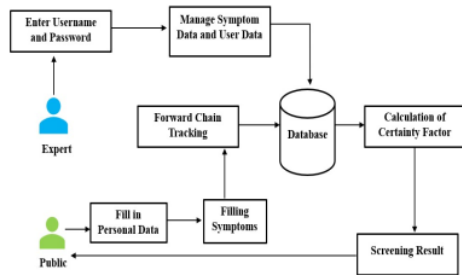 Enter Username
and Password
Manage Symptom
Data and User Data
Expert
Forward Chain
Tracking
Database
Calculation of
Certainty Factor
Fill in
Personal Data
Filling
Symptoms
Public
Screening Result